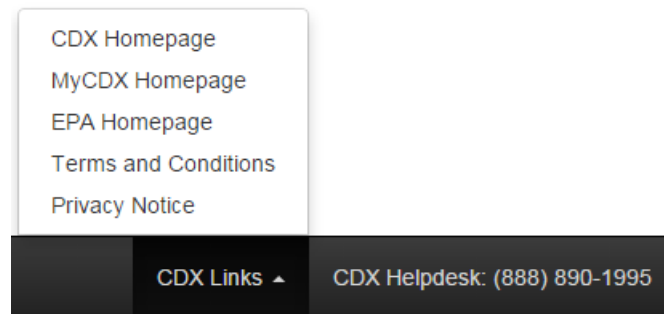 CDX Homepage
MyCDX Homepage
EPA Homepage
Terms and Conditions
Privacy Notice
CDX Links CDX Helpdesk: (888) 890-1995